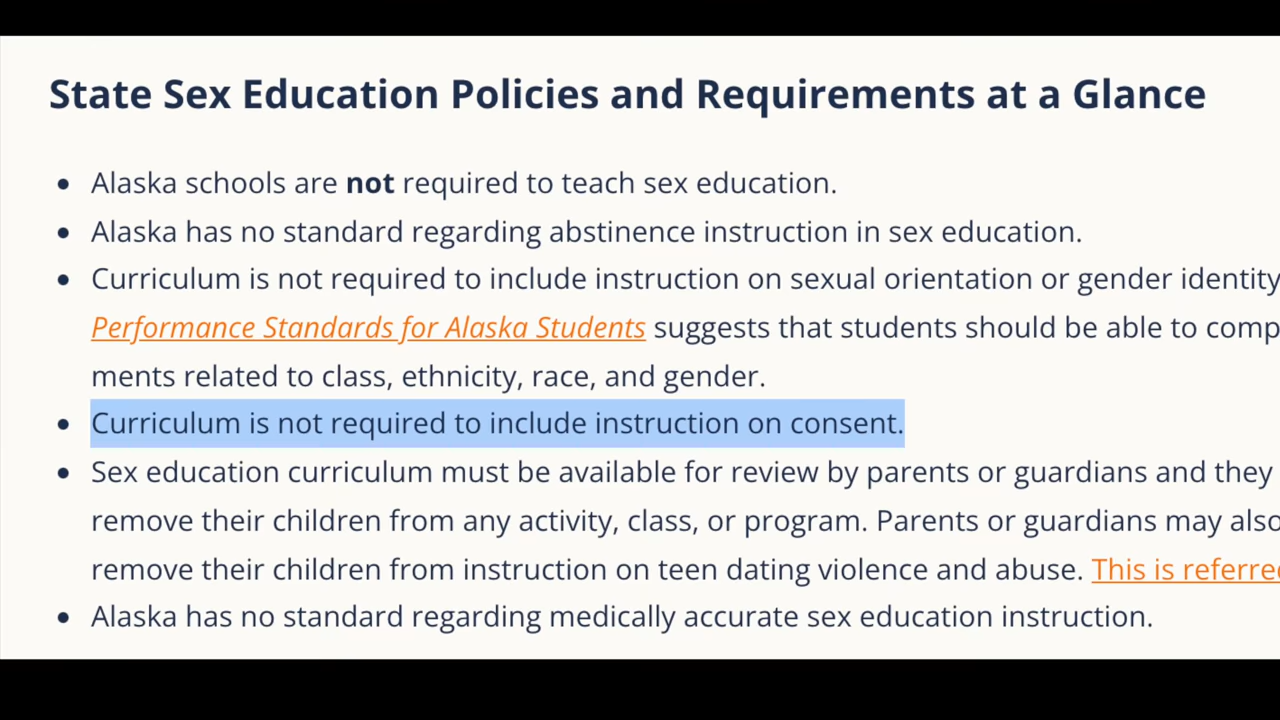 State Sex Education Policies and Requirements at a Glance
Alaska schools are not required to teach sex education.
Alaska has no standard regarding abstinence instruction in sex education.
Curriculum is not required to include instruction on sexual orientation or gender identity
Performance Standards for Alaska Students suggests that students should be able to comp
ments related to class, ethnicity, race, and gender.
Curriculum is not required to include instruction on consent.
Sex education curriculum must be available for review by parents or guardians and they
remove their children from any activity, class, or program. Parents or guardians may also
remove their children from instruction on teen dating violence and abuse. This is referre
Alaska has no standard regarding medically accurate sex education instruction.